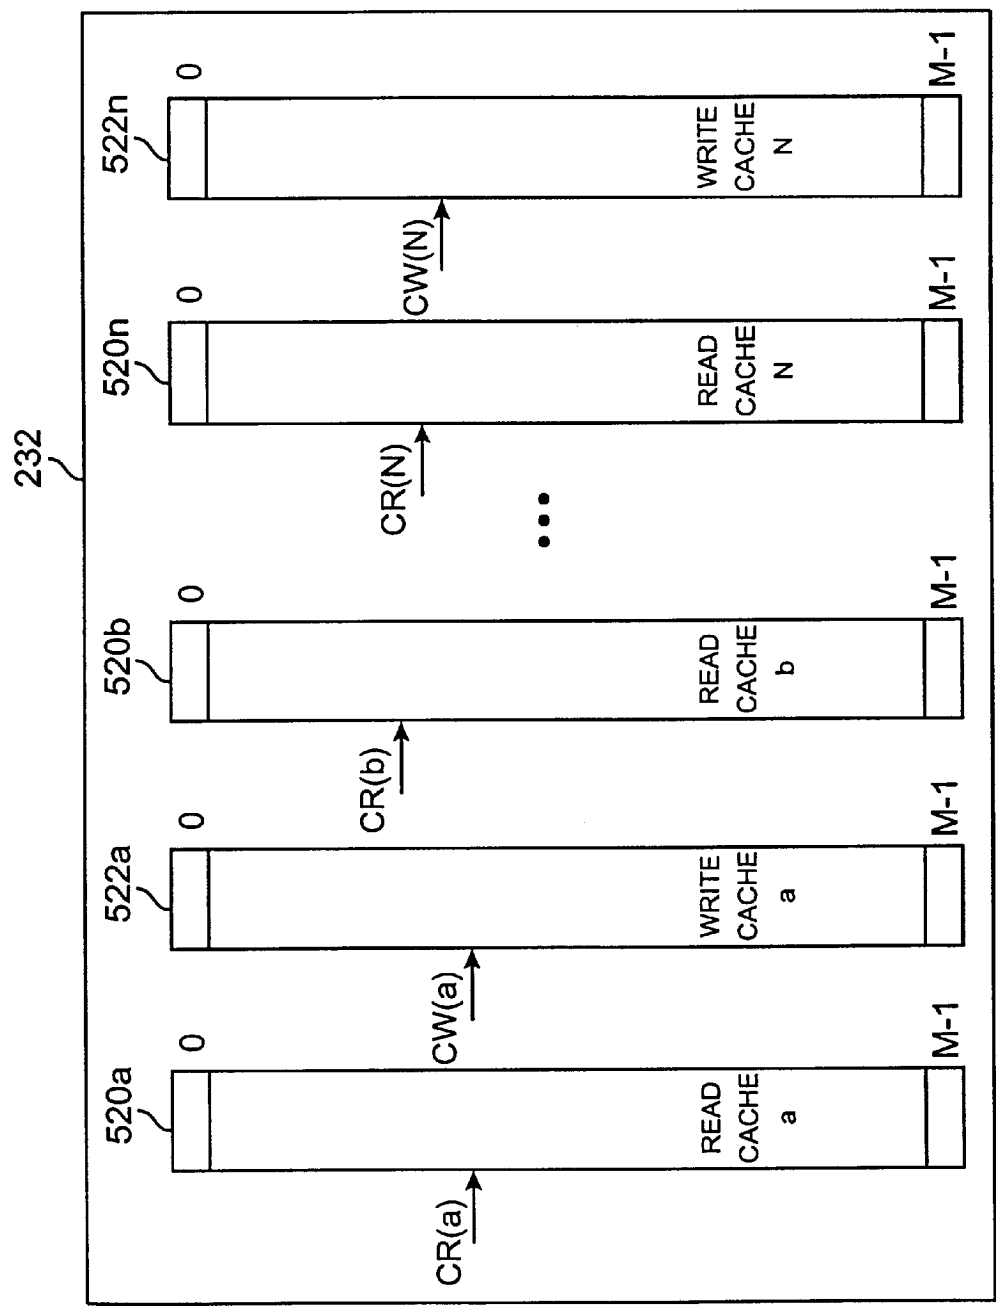 232
520a
0
CR(a)
READ
CACHE
a
M-1
522a
0
CW(a)
WRITE
CACHE
a
M-1
520b
0
CR(b)
READ
CACHE
b
M-1
•••
520n
0
CR(N)
READ
CACHE
N
M-1
522n
0
CW(N)
WRITE
CACHE
N
M-1